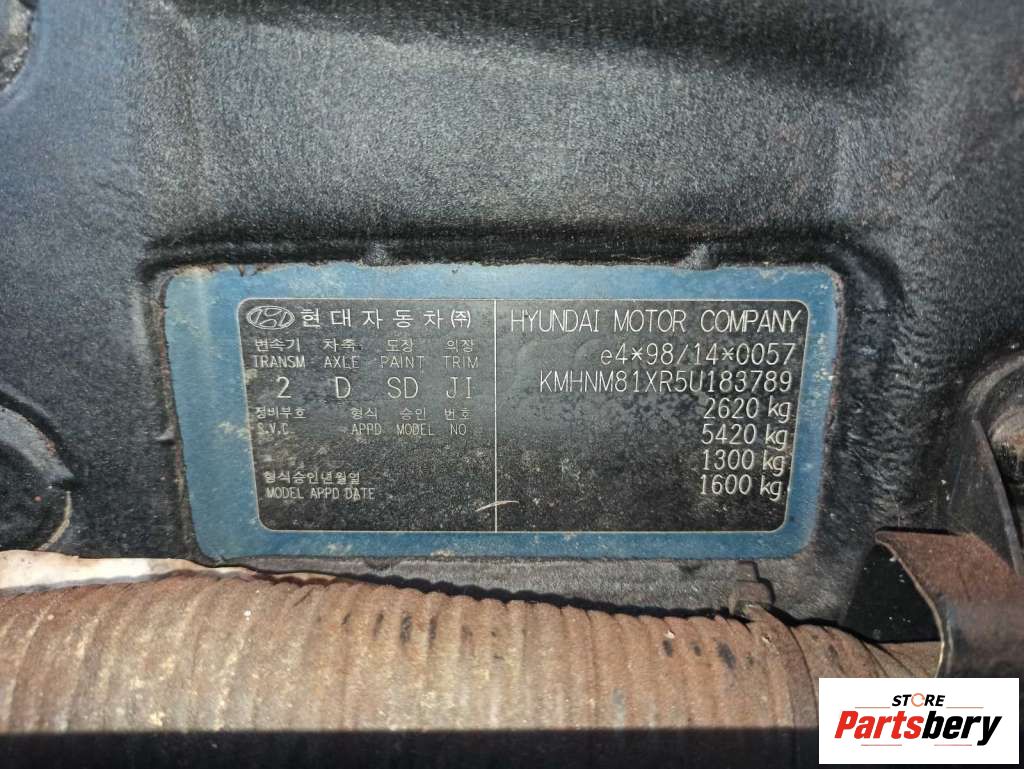 현대자동차㈜
변속기 차축 도장 의장
TRANSM AXLE PAINT TRIM
2 D SD JI
정비부호 형식 승인 번호
S.V.C. APPD MODEL NO.
형식승인년월일
MODEL APPD DATE
HYUNDAI MOTOR COMPANY
e4*98/14*0057
KMHNM81XR5U183789
2620 kg
5420 kg
1300 kg
1600 kg
STORE
Partsbery